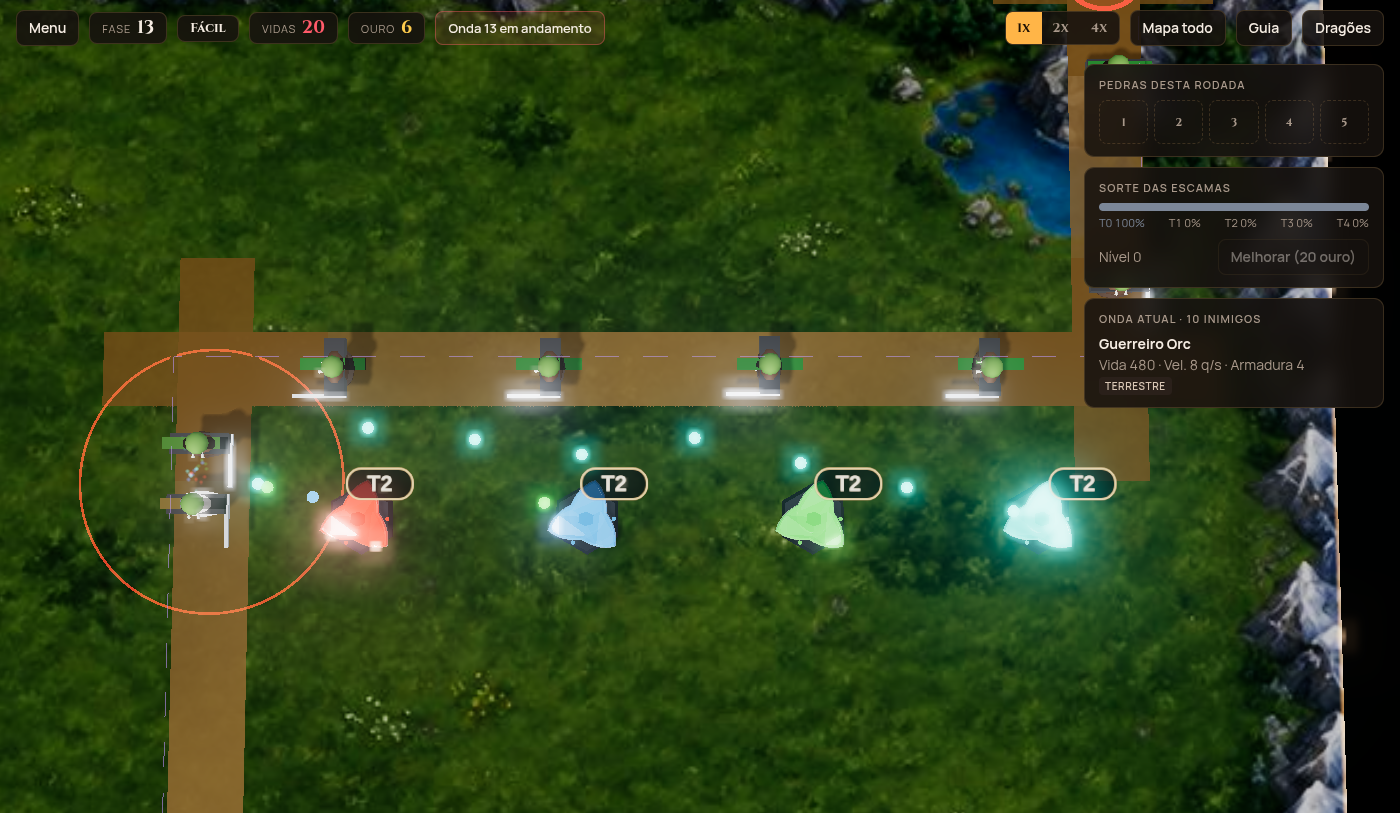 Menu
FASE 13
FÁCIL
VIDAS 20
OURO 6
Onda 13 em andamento
1X 2X 4X
Mapa todo
Guia
Dragões
PEDRAS DESTA RODADA
1 2 3 4 5
SORTE DAS ESCAMAS
T0 100% T1 0% T2 0% T3 0% T4 0%
Nível 0
Melhorar (20 ouro)
ONDA ATUAL · 10 INIMIGOS
Guerreiro Orc
Vida 480 · Vel. 8 q/s · Armadura 4
TERRESTRE
T2
T2
T2
T2